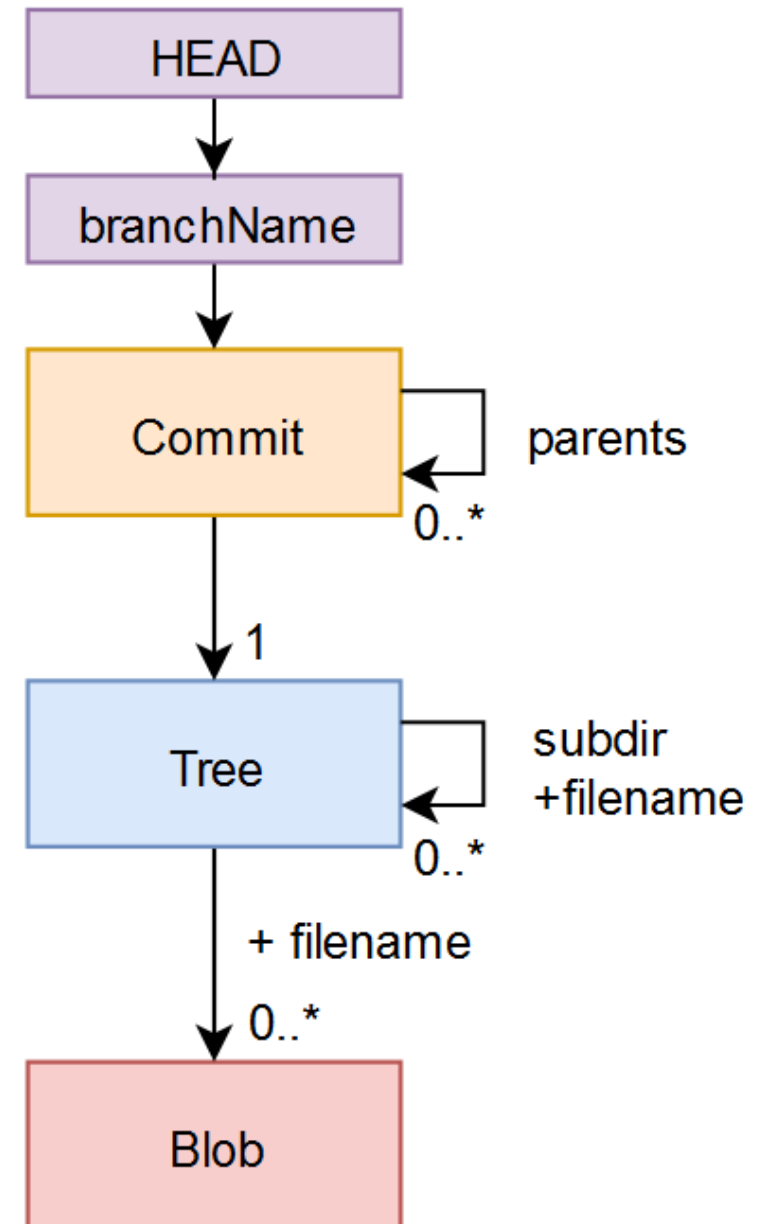 HEAD
branchName
Commit
parents
0..*
1
Tree
subdir
+filename
0..*
+ filename
0..*
Blob